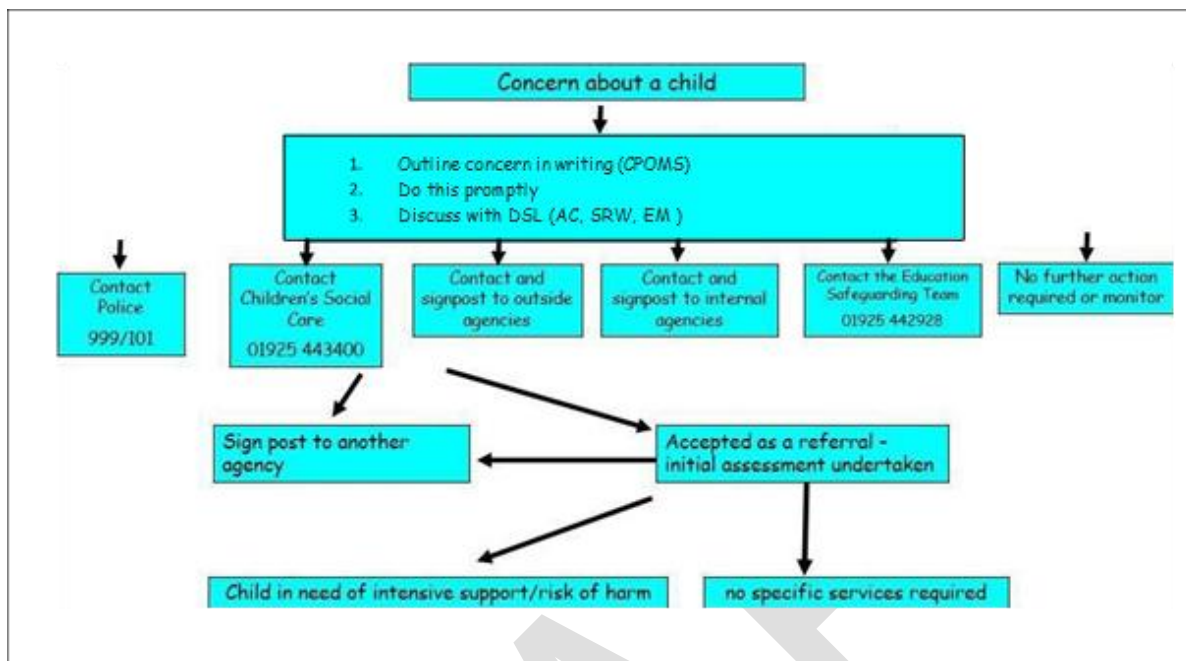 Concern about a child
1. Outline concern in writing (CPOMS)
2. Do this promptly
3. Discuss with DSL (AC, SRW, EM )
Contact
Police
999/101
Contact
Children's Social
Care
01925 443400
Contact and
signpost to outside
agencies
Contact and
signpost to internal
agencies
Contact the Education
Safeguarding Team
01925 442928
No further action
required or monitor
Sign post to another
agency
Accepted as a referral –
initial assessment undertaken
Child in need of intensive support/risk of harm
no specific services required